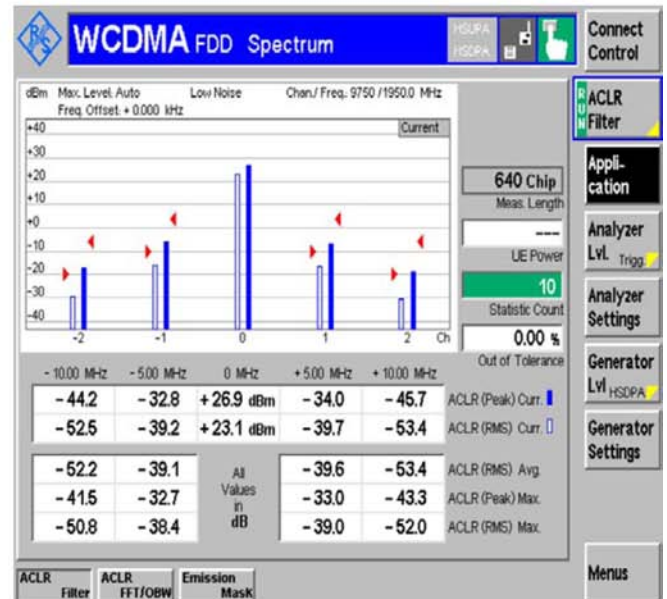 WCDMA FDD Spectrum
HSUPA
HSDPA
Connect
Control
dBm Max. Level: Auto Low Noise Chan./ Freq.: 9750 / 1950.0 MHz
Freq. Offset: + 0.000 kHz
Current
+40
+30
+20
+10
+0
-10
-20
-30
-40
-2 -1 0 1 2 Ch
640 Chip
Meas. Length
---
UE Power
10
Statistic Count
0.00 %
Out of Tolerance
RUN
ACLR
Filter
Appli-
cation
Analyzer
Lvl. Trigg.
Analyzer
Settings
Generator
Lvl HSDPA
Generator
Settings
Menus
- 10.00 MHz - 5.00 MHz 0 MHz + 5.00 MHz + 10.00 MHz
- 44.2 - 32.8 + 26.9 dBm - 34.0 - 45.7 ACLR (Peak) Curr.
- 52.5 - 39.2 + 23.1 dBm - 39.7 - 53.4 ACLR (RMS) Curr.
- 52.2 - 39.1 - 39.6 - 53.4 ACLR (RMS) Avg.
- 41.5 - 32.7 - 33.0 - 43.3 ACLR (Peak) Max.
- 50.8 - 38.4 - 39.0 - 52.0 ACLR (RMS) Max.
All
Values
in
dB
ACLR
Filter
ACLR
FFT/OBW
Emission
Mask